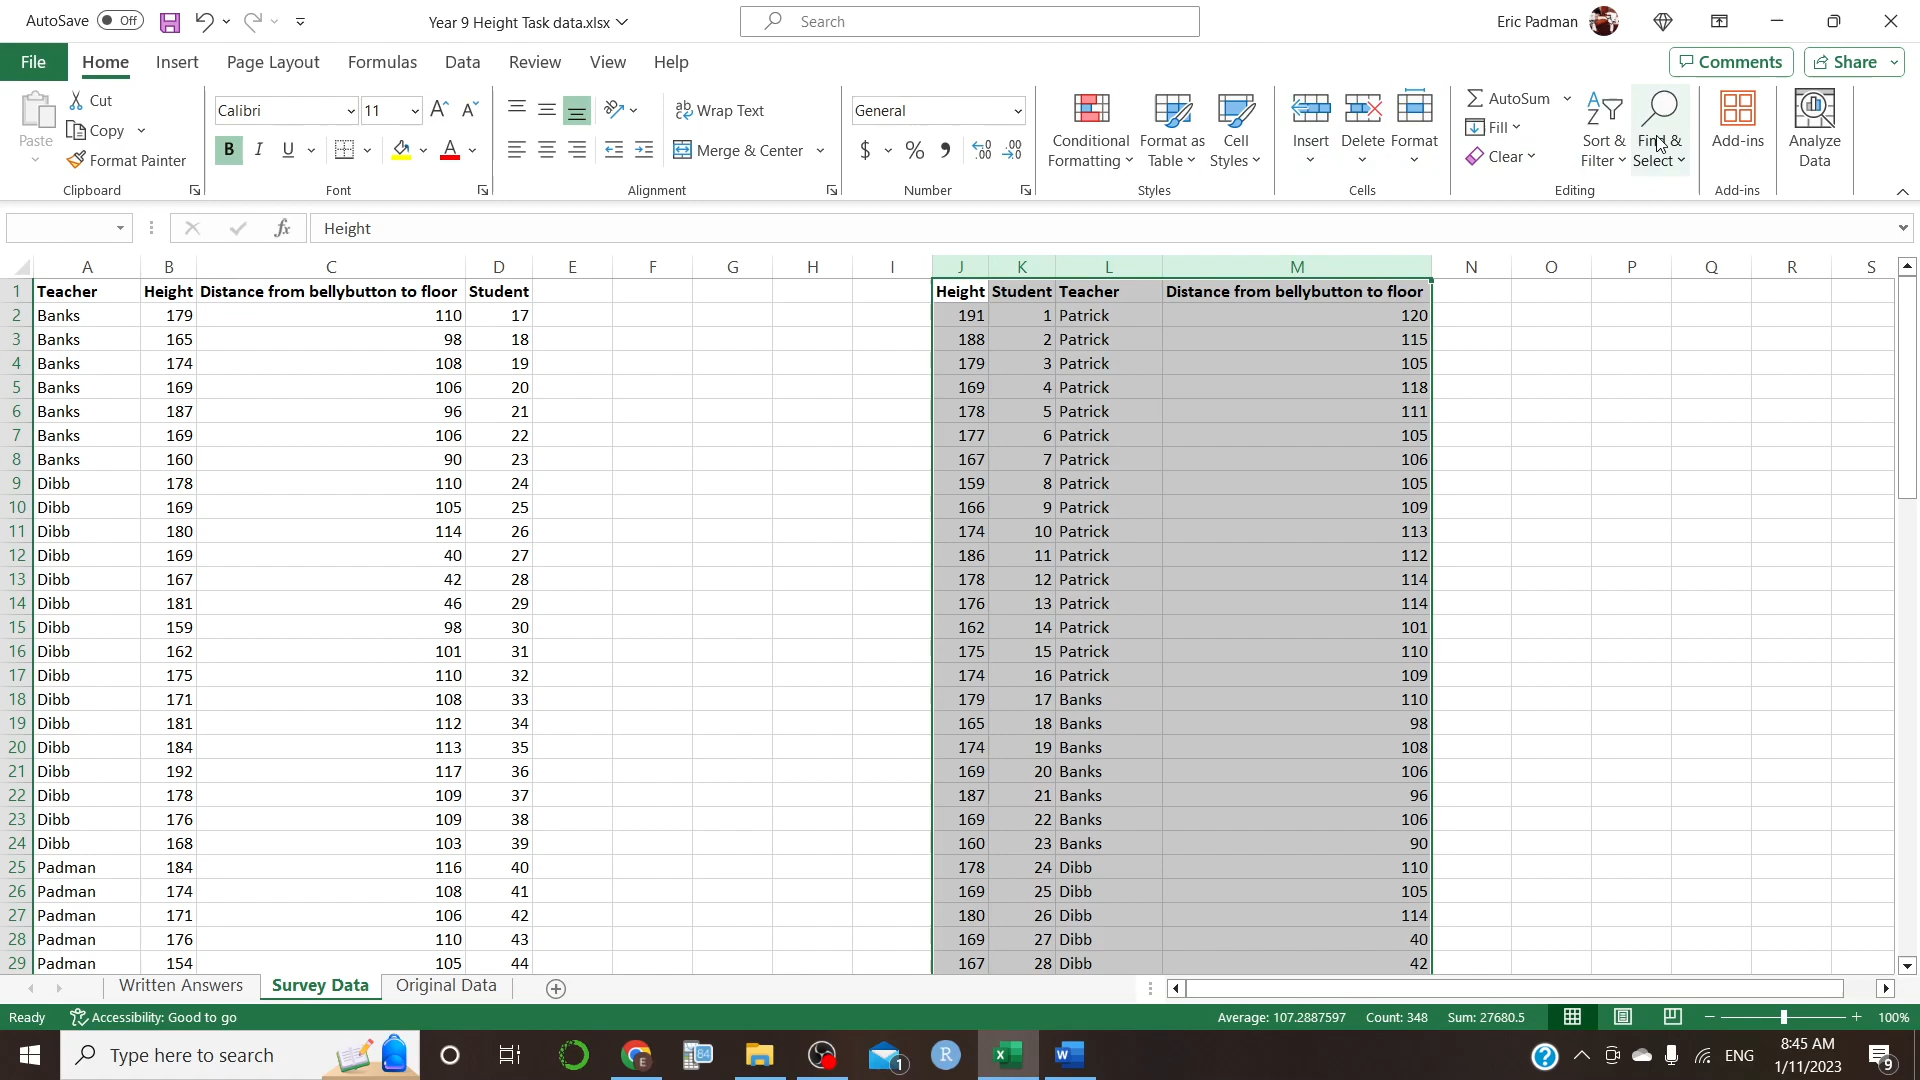 AutoSave Off Year 9 Height Task data.xlsx Search Eric Padman
File Home Insert Page Layout Formulas Data Review View Help Comments Share
Paste Cut Copy Format Painter Clipboard
Calibri 11 A A B I U A Font
ab Wrap Text Merge & Center Alignment
General $ % , .00 .00 Number
Conditional Formatting Format as Table Cell Styles Styles
Insert Delete Format Cells
AutoSum Fill Clear Sort & Filter Find & Select Editing
Add-ins Add-ins
Analyze Data
fx Height
A B C D E F G H I J K L M N O P Q R S
1 Teacher Height Distance from bellybutton to floor Student Height Student Teacher Distance from bellybutton to floor
2 Banks 179 110 17 191 1 Patrick 120
3 Banks 165 98 18 188 2 Patrick 115
4 Banks 174 108 19 179 3 Patrick 105
5 Banks 169 106 20 169 4 Patrick 118
6 Banks 187 96 21 178 5 Patrick 111
7 Banks 169 106 22 177 6 Patrick 105
8 Banks 160 90 23 167 7 Patrick 106
9 Dibb 178 110 24 159 8 Patrick 105
10 Dibb 169 105 25 166 9 Patrick 109
11 Dibb 180 114 26 174 10 Patrick 113
12 Dibb 169 40 27 186 11 Patrick 112
13 Dibb 167 42 28 178 12 Patrick 114
14 Dibb 181 46 29 176 13 Patrick 114
15 Dibb 159 98 30 162 14 Patrick 101
16 Dibb 162 101 31 175 15 Patrick 110
17 Dibb 175 110 32 174 16 Patrick 109
18 Dibb 171 108 33 179 17 Banks 110
19 Dibb 181 112 34 165 18 Banks 98
20 Dibb 184 113 35 174 19 Banks 108
21 Dibb 192 117 36 169 20 Banks 106
22 Dibb 178 109 37 187 21 Banks 96
23 Dibb 176 109 38 169 22 Banks 106
24 Dibb 168 103 39 160 23 Banks 90
25 Padman 184 116 40 178 24 Dibb 110
26 Padman 174 108 41 169 25 Dibb 105
27 Padman 171 106 42 180 26 Dibb 114
28 Padman 176 110 43 169 27 Dibb 40
29 Padman 154 105 44 167 28 Dibb 42
Written Answers Survey Data Original Data
Ready Accessibility: Good to go Average: 107.2887597 Count: 348 Sum: 27680.5 100%
Type here to search E 64 1 R X W ? ENG 8:45 AM 9
1/11/2023